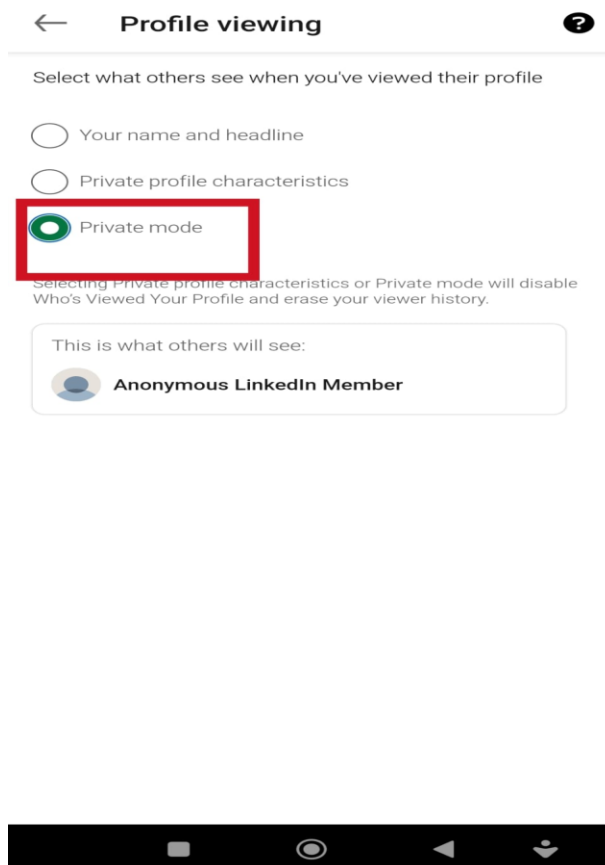 Profile viewing
Select what others see when you've viewed their profile
Your name and headline
Private profile characteristics
Private mode
Selecting Private profile characteristics or Private mode will disable
Who's Viewed Your Profile and erase your viewer history.
This is what others will see:
Anonymous LinkedIn Member